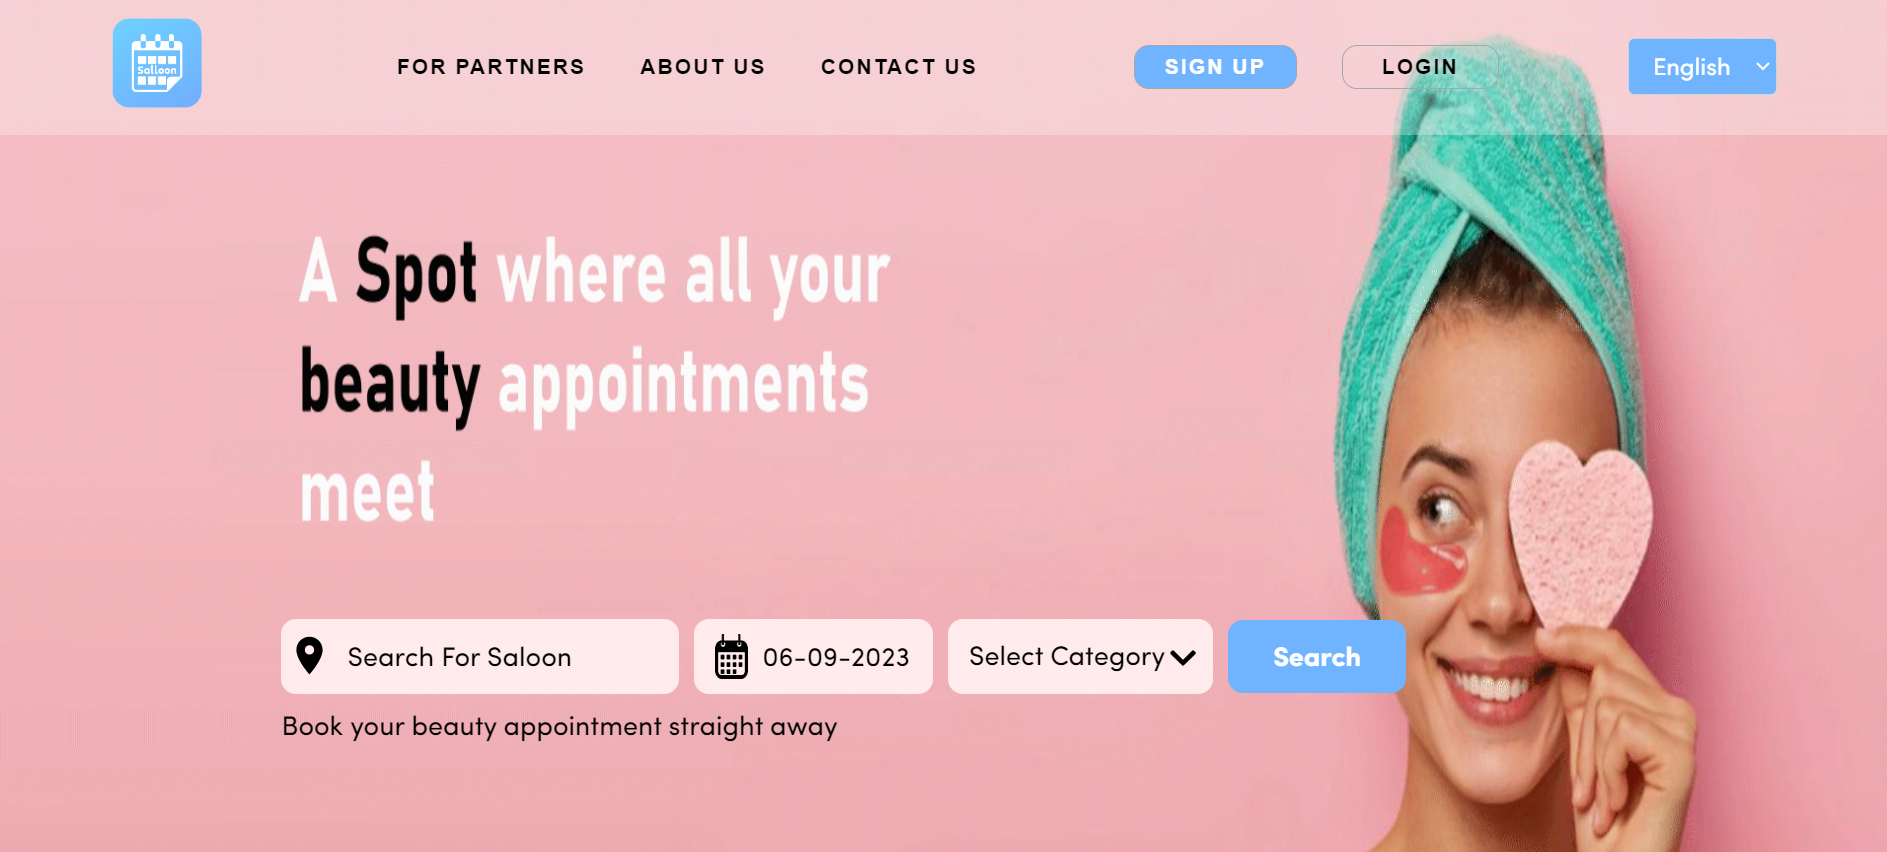 Salloon
FOR PARTNERS
ABOUT US
CONTACT US
SIGN UP
LOGIN
English
A Spot where all your
beauty appointments
meet
Search For Saloon
06-09-2023
Select Category
Search
Book your beauty appointment straight away